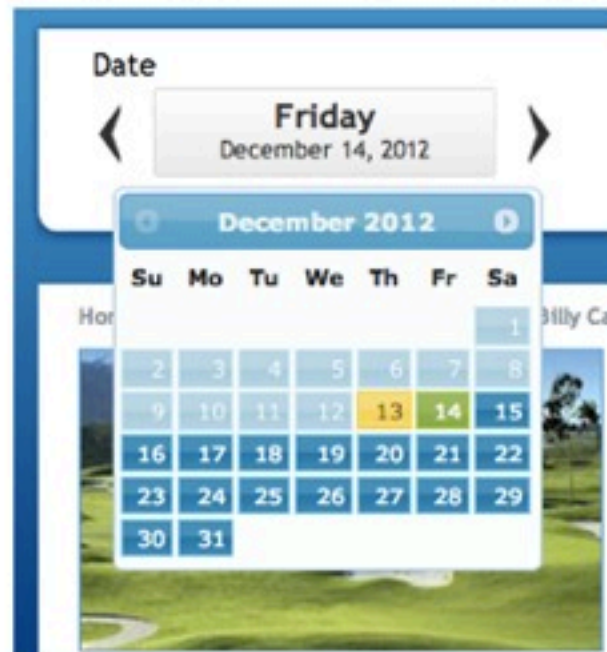 Date
Friday
December 14, 2012
December 2012
Su Mo Tu We Th Fr Sa
1
2 3 4 5 6 7 8
9 10 11 12 13 14 15
16 17 18 19 20 21 22
23 24 25 26 27 28 29
30 31
Billy